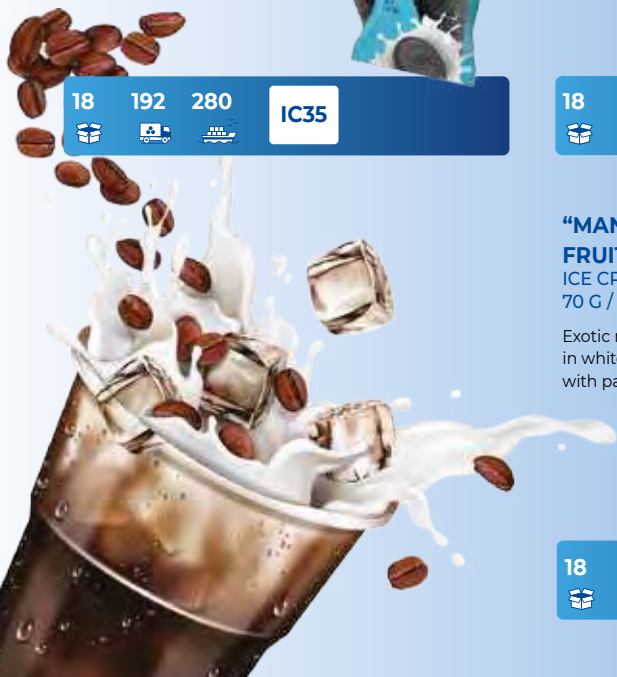 18 192 280 IC35
18
"MAN
FRUIT
ICE CR
70 G /
Exotic
in white
with pa
18